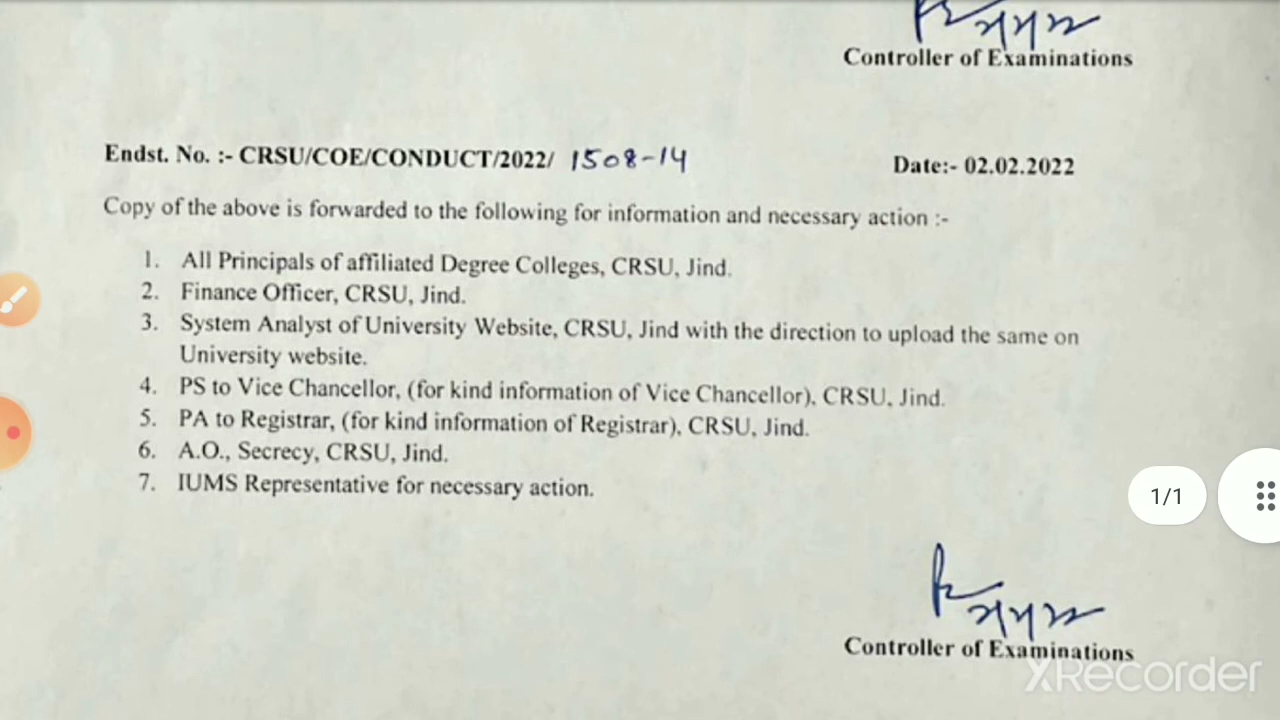 Controller of Examinations
Endst. No. :- CRSU/COE/CONDUCT/2022/ 1508-14
Date:- 02.02.2022
Copy of the above is forwarded to the following for information and necessary action :-
1. All Principals of affiliated Degree Colleges, CRSU, Jind.
2. Finance Officer, CRSU, Jind.
3. System Analyst of University Website, CRSU, Jind with the direction to upload the same on
University website.
4. PS to Vice Chancellor, (for kind information of Vice Chancellor), CRSU, Jind.
5. PA to Registrar, (for kind information of Registrar), CRSU, Jind.
6. A.O., Secrecy, CRSU, Jind.
7. IUMS Representative for necessary action.
1/1
Controller of Examinations
XRecorder